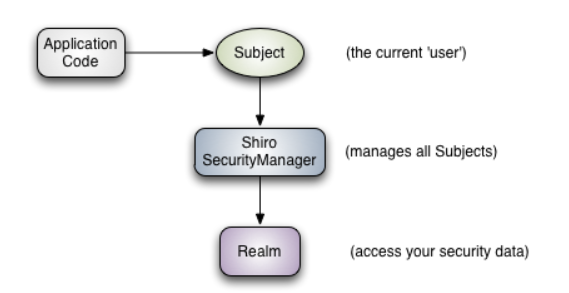 Application
Code
Subject
(the current 'user')
Shiro
SecurityManager
(manages all Subjects)
Realm
(access your security data)